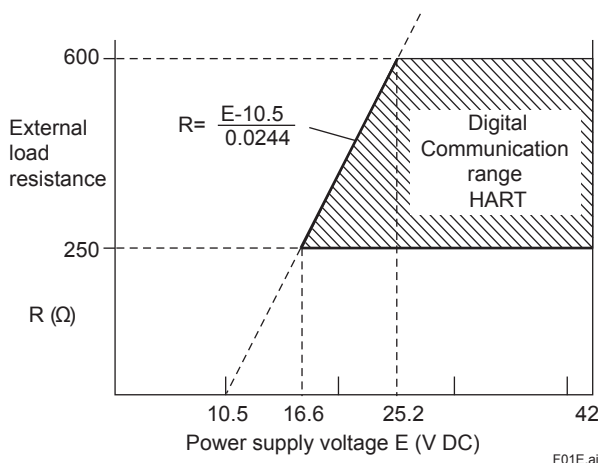 600
External
load
resistance
R= E-10.5
0.0244
Digital
Communication
range
HART
250
R (Ω)
10.5 16.6 25.2 42
Power supply voltage E (V DC)
F01E.ai